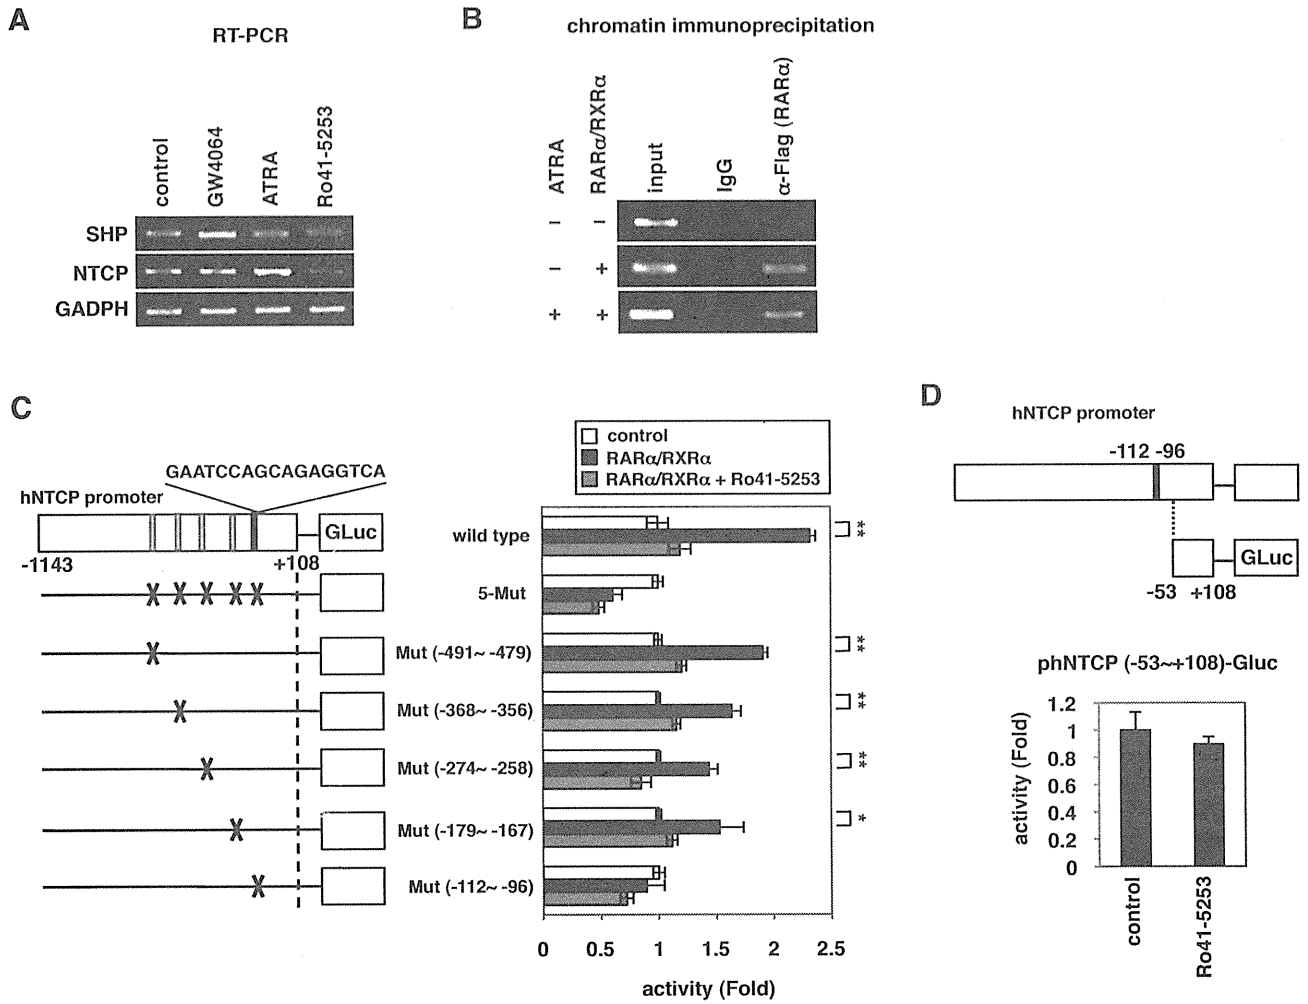 A
RT-PCR
control
GW4064
ATRA
Ro41-5253
SHP
NTCP
GADPH
B
chromatin immunoprecipitation
ATRA
RARα/RXRα
input
IgG
α-Flag (RARα)
− −
− +
+ +
C
GAATCCAGCAGAGGTCA
hNTCP promoter
GLuc
-1143
+108
X X X X X
X
X
X
X
X
control
RARα/RXRα
RARα/RXRα + Ro41-5253
wild type
**
5-Mut
Mut (-491~ -479)
**
Mut (-368~ -356)
**
Mut (-274~ -258)
**
Mut (-179~ -167)
*
Mut (-112~ -96)
0 0.5 1 1.5 2 2.5
activity (Fold)
D
hNTCP promoter
-112 -96
GLuc
-53 +108
phNTCP (-53~+108)-Gluc
activity (Fold)
1.2
1
0.8
0.6
0.4
0.2
0
control
Ro41-5253